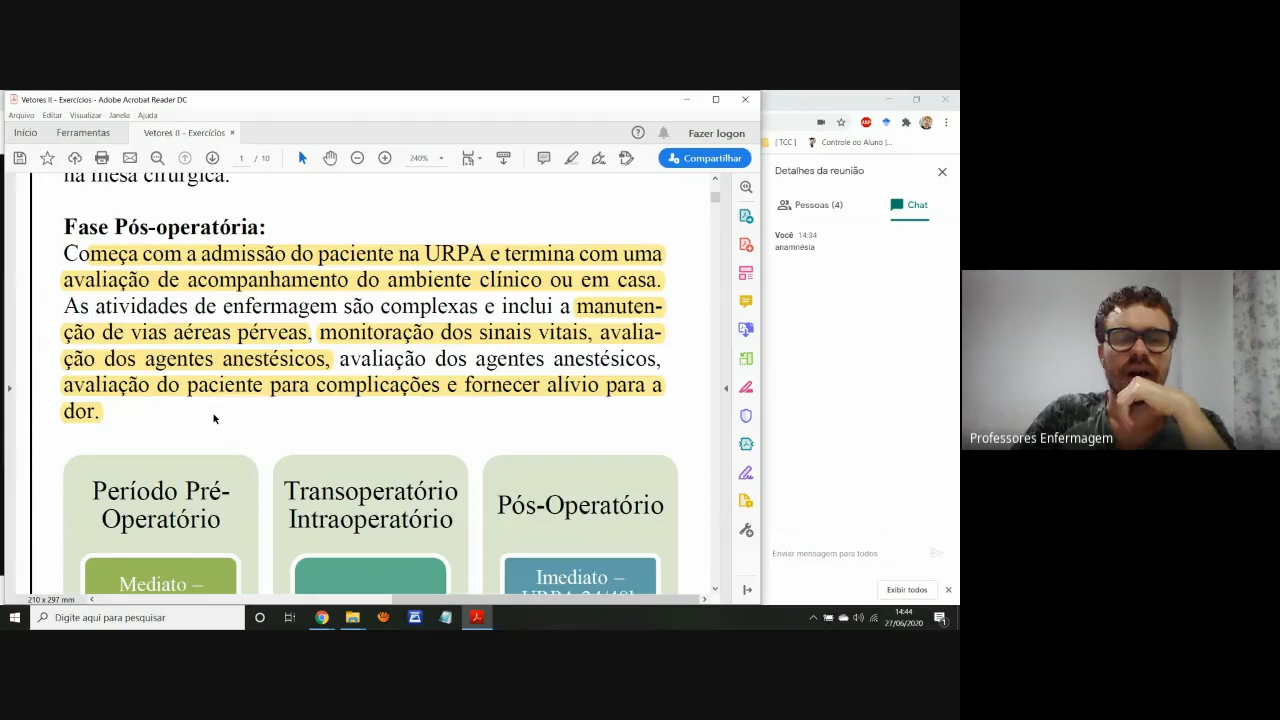 Vetores II - Exercícios - Adobe Acrobat Reader DC
Arquivo Editar Visualizar Janela Ajuda
Início Ferramentas Vetores II - Exercícios × Fazer logon
1 / 10 240% Compartilhar
na mesa cirúrgica.
Fase Pós-operatória:
Começa com a admissão do paciente na URPA e termina com uma
avaliação de acompanhamento do ambiente clínico ou em casa.
As atividades de enfermagem são complexas e inclui a manuten-
ção de vias aéreas pérveas, monitoração dos sinais vitais, avalia-
ção dos agentes anestésicos, avaliação dos agentes anestésicos,
avaliação do paciente para complicações e fornecer alívio para a
dor.
Período Pré-
Operatório
Transoperatório
Intraoperatório
Pós-Operatório
Mediato –
Imediato –
URPA 24/48h
210 x 297 mm
ABP
[ TCC ] Controle do Aluno |...
Detalhes da reunião
Pessoas (4) Chat
Você 14:34
anamnésia
Enviar mensagem para todos
Exibir todos
Professores Enfermagem
Digite aqui para pesquisar
14:44
27/06/2020
1